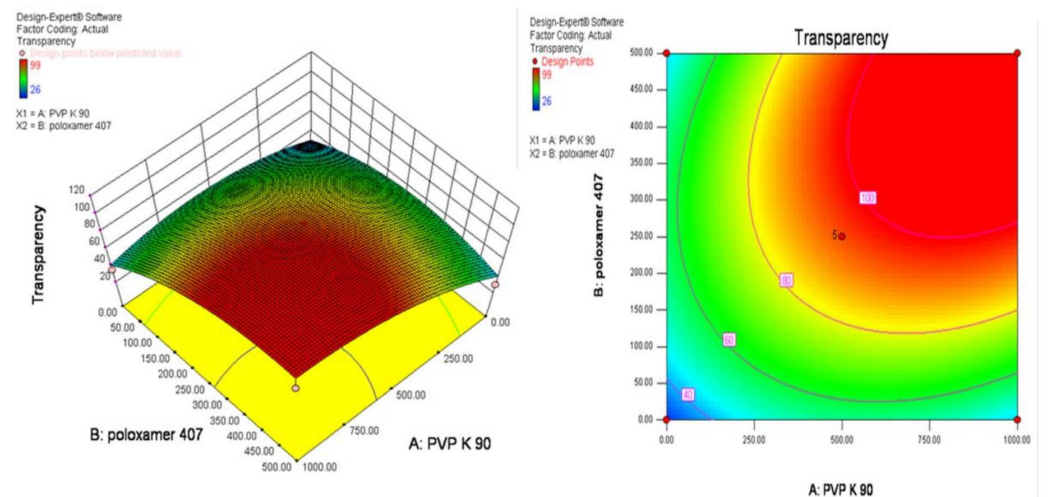 Design-Expert® Software
Factor Coding: Actual
Transparency
Design points below predicted value
99
26
X1 = A: PVP K 90
X2 = B: poloxamer 407
Transparency
120
100
80
60
40
20
0.00
50.00
100.00
150.00
200.00
250.00
300.00
350.00
400.00
450.00
500.00
B: poloxamer 407
0.00
250.00
500.00
750.00
1000.00
A: PVP K 90
Design-Expert® Software
Factor Coding: Actual
Transparency
Design Points
99
26
X1 = A: PVP K 90
X2 = B: poloxamer 407
Transparency
B: poloxamer 407
500.00
450.00
400.00
350.00
300.00
250.00
200.00
150.00
100.00
50.00
0.00
100
5
80
60
40
0.00
250.00
500.00
750.00
1000.00
A: PVP K 90